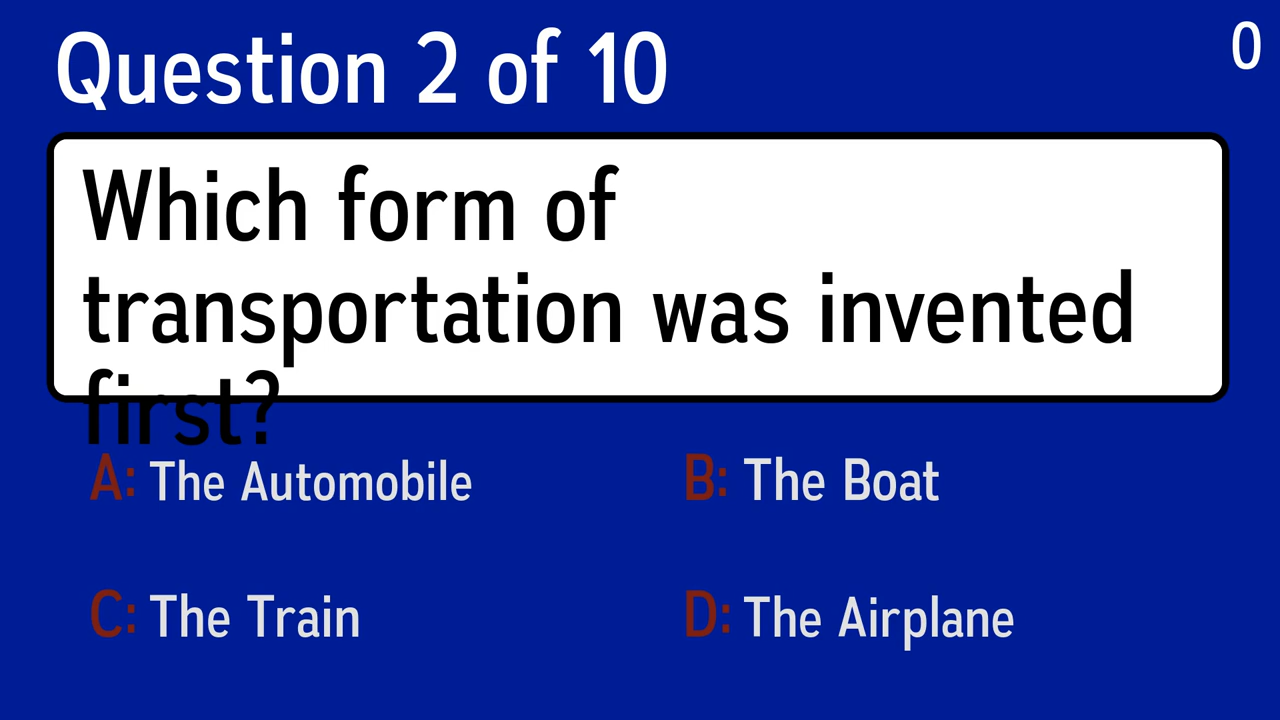 Question 2 of 10
0
Which form of
transportation was invented
first?
A: The Automobile
B: The Boat
C: The Train
D: The Airplane